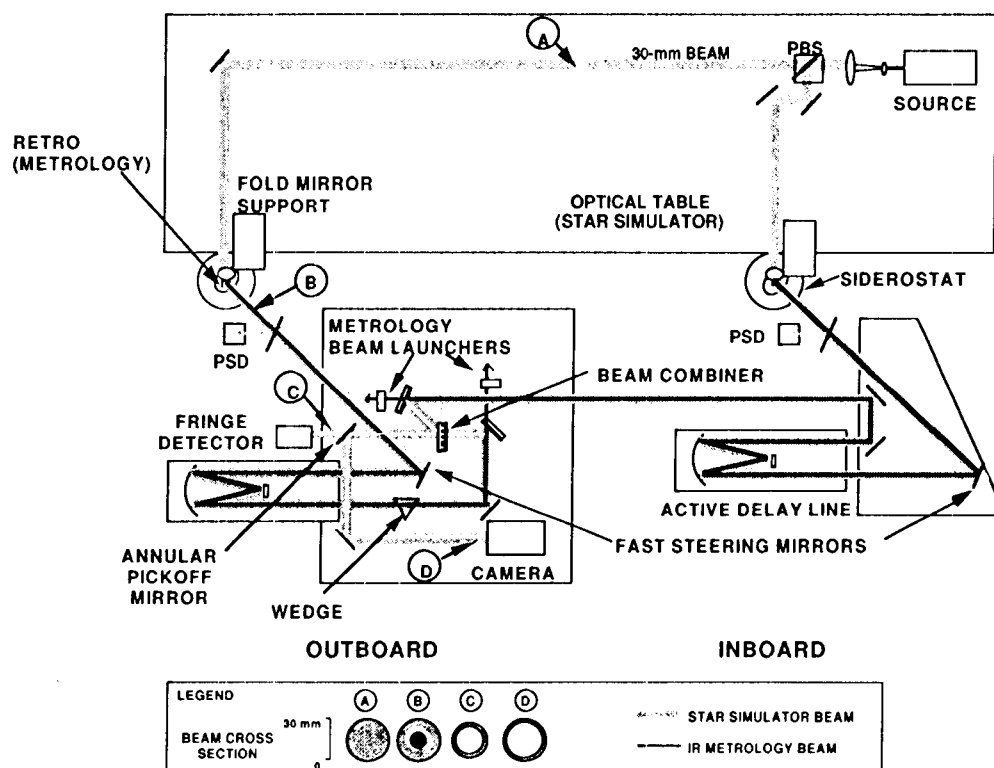 A
30-mm BEAM
PBS
SOURCE
RETRO
(METROLOGY)
FOLD MIRROR
SUPPORT
OPTICAL TABLE
(STAR SIMULATOR)
B
SIDEROSTAT
PSD
METROLOGY
BEAM LAUNCHERS
PSD
BEAM COMBINER
C
FRINGE
DETECTOR
ACTIVE DELAY LINE
FAST STEERING MIRRORS
ANNULAR
PICKOFF
MIRROR
D
CAMERA
WEDGE
OUTBOARD
INBOARD
LEGEND
A
B
C
D
30 mm
BEAM CROSS
SECTION
0
STAR SIMULATOR BEAM
IR METROLOGY BEAM